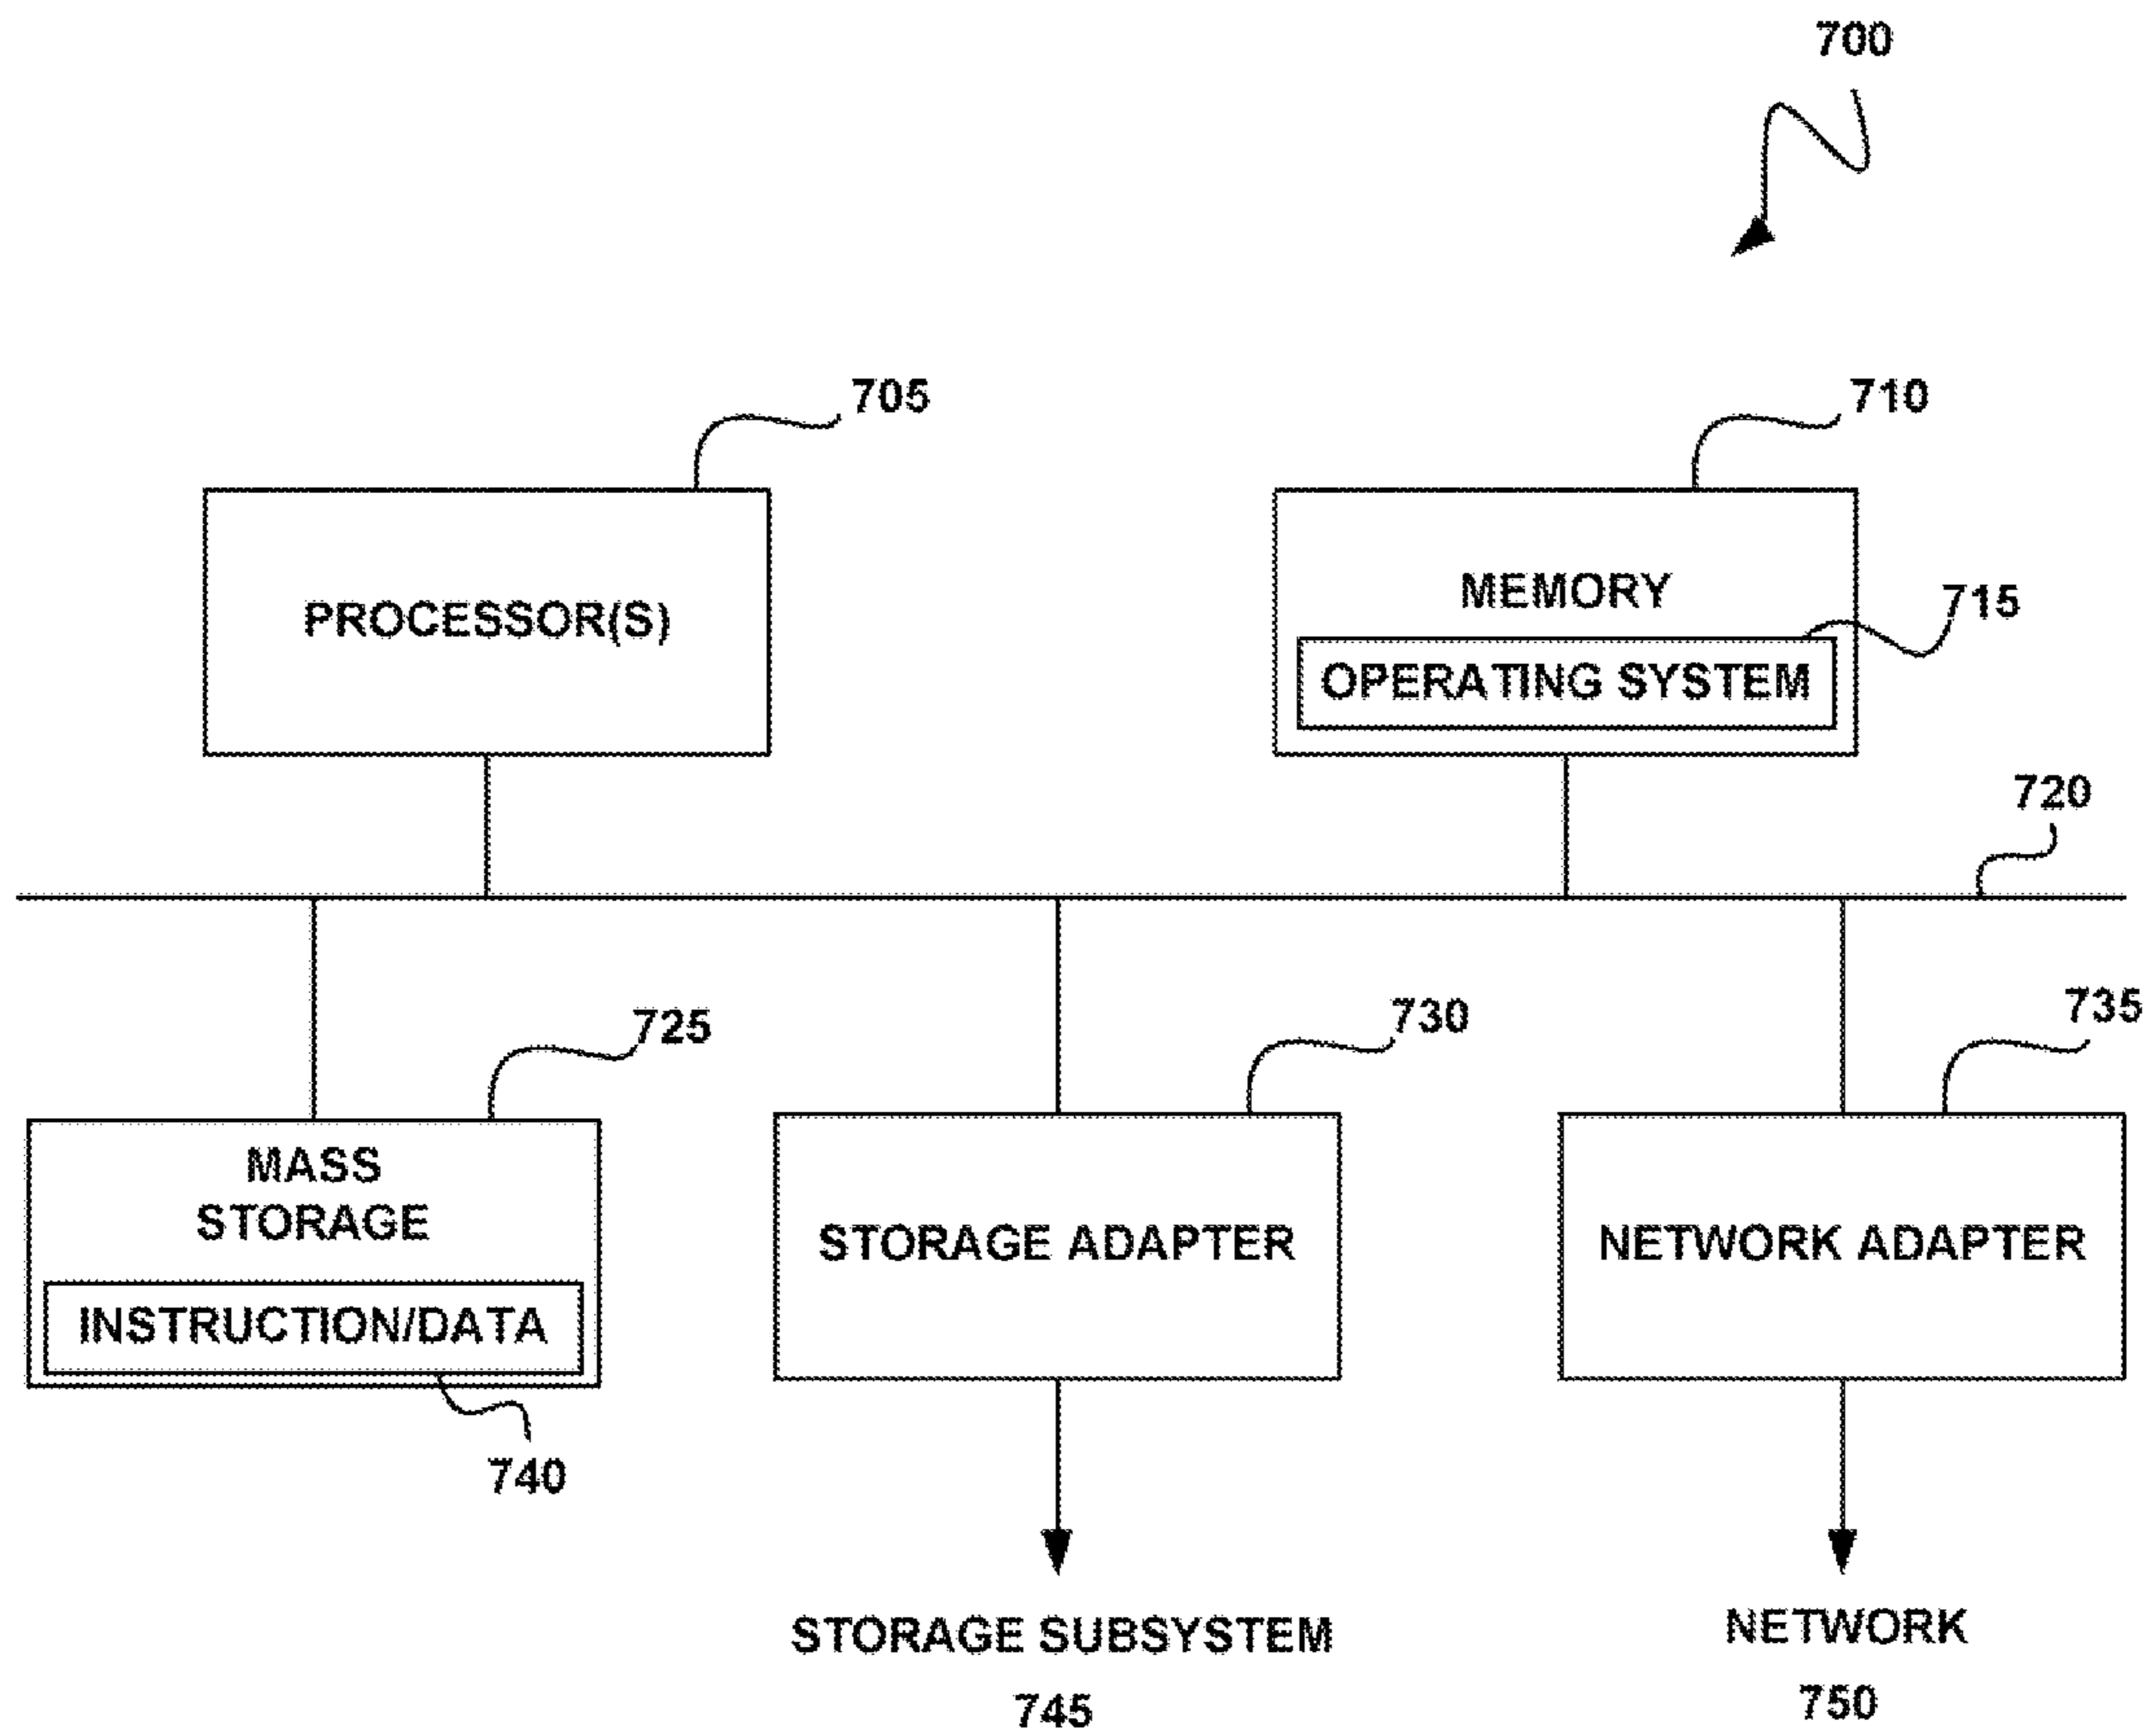 700
705
710
PROCESSOR(S)
MEMORY
715
OPERATING SYSTEM
720
725
730
735
MASS
STORAGE
STORAGE ADAPTER
NETWORK ADAPTER
INSTRUCTION/DATA
740
STORAGE SUBSYSTEM
745
NETWORK
750